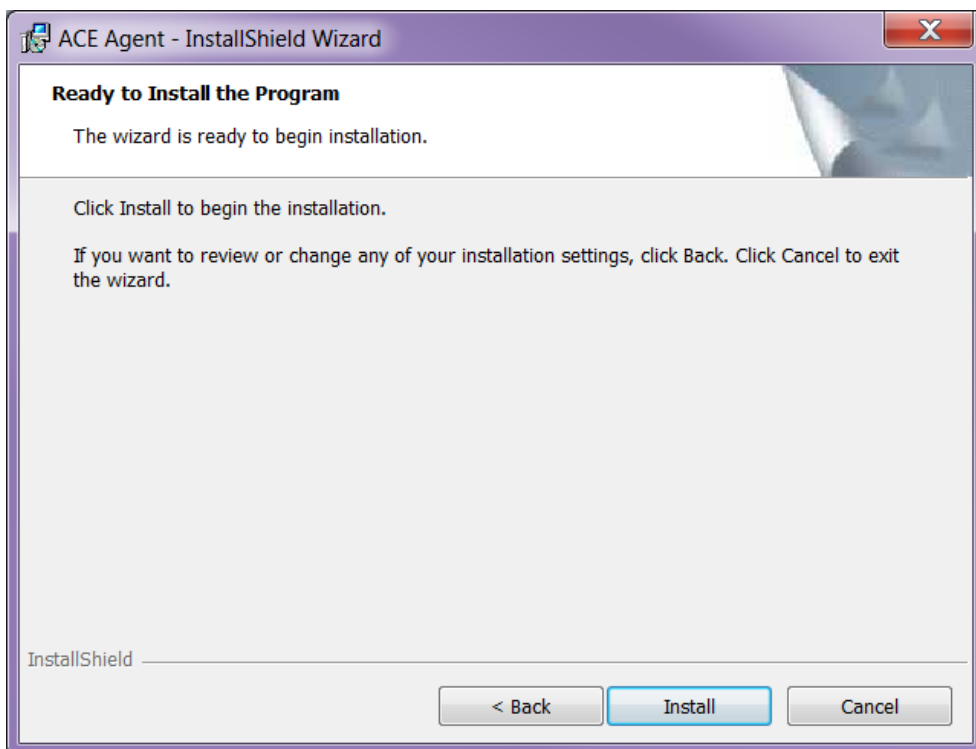 ACE Agent - InstallShield Wizard
Ready to Install the Program
The wizard is ready to begin installation.
Click Install to begin the installation.
If you want to review or change any of your installation settings, click Back. Click Cancel to exit
the wizard.
InstallShield
< Back Install Cancel